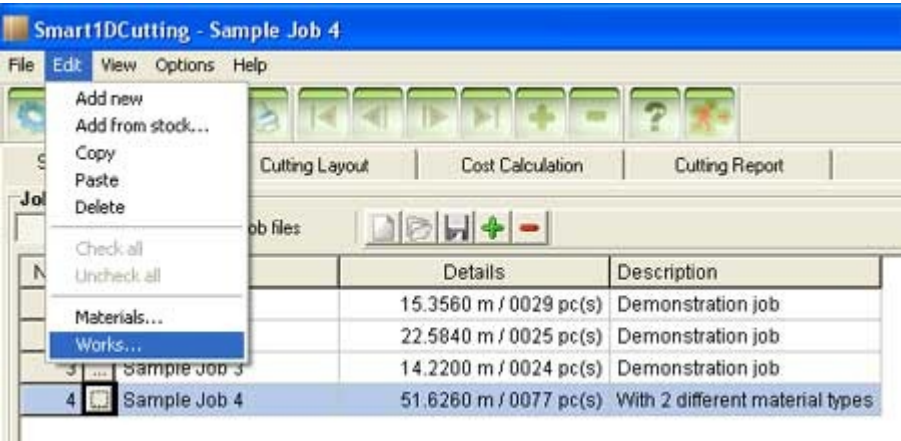 Smart1DCutting - Sample Job 4
File Edit View Options Help
Add new
Add from stock...
Copy
Paste
Delete
Check all
Uncheck all
Materials...
Works...
Cutting Layout Cost Calculation Cutting Report
ob files
Details Description
15.3560 m / 0029 pc(s) Demonstration job
22.5840 m / 0025 pc(s) Demonstration job
3 ... Sample Job 3 14.2200 m / 0024 pc(s) Demonstration job
4 Sample Job 4 51.6260 m / 0077 pc(s) With 2 different material types